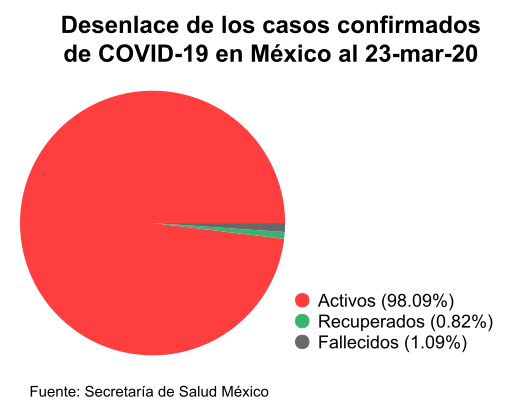 Desenlace de los casos confirmados
de COVID-19 en México al 23-mar-20
Activos (98.09%)
Recuperados (0.82%)
Fallecidos (1.09%)
Fuente: Secretaría de Salud México